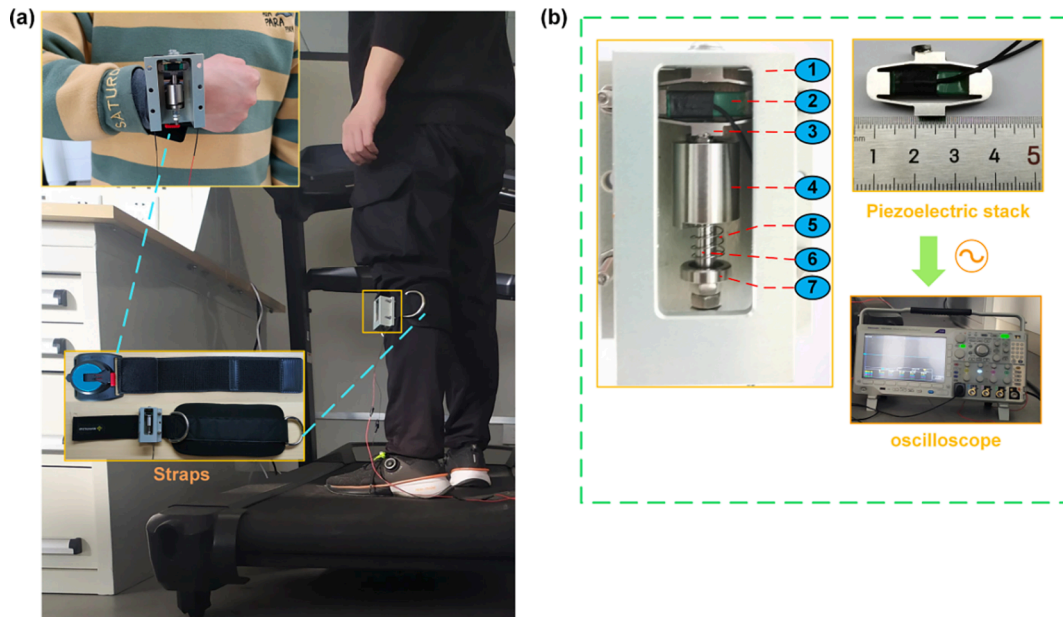 (a)
PARA
SATURN
Straps
(b)
1
2
3
4
5
6
7
mm
1 2 3 4 5
Piezoelectric stack
oscilloscope